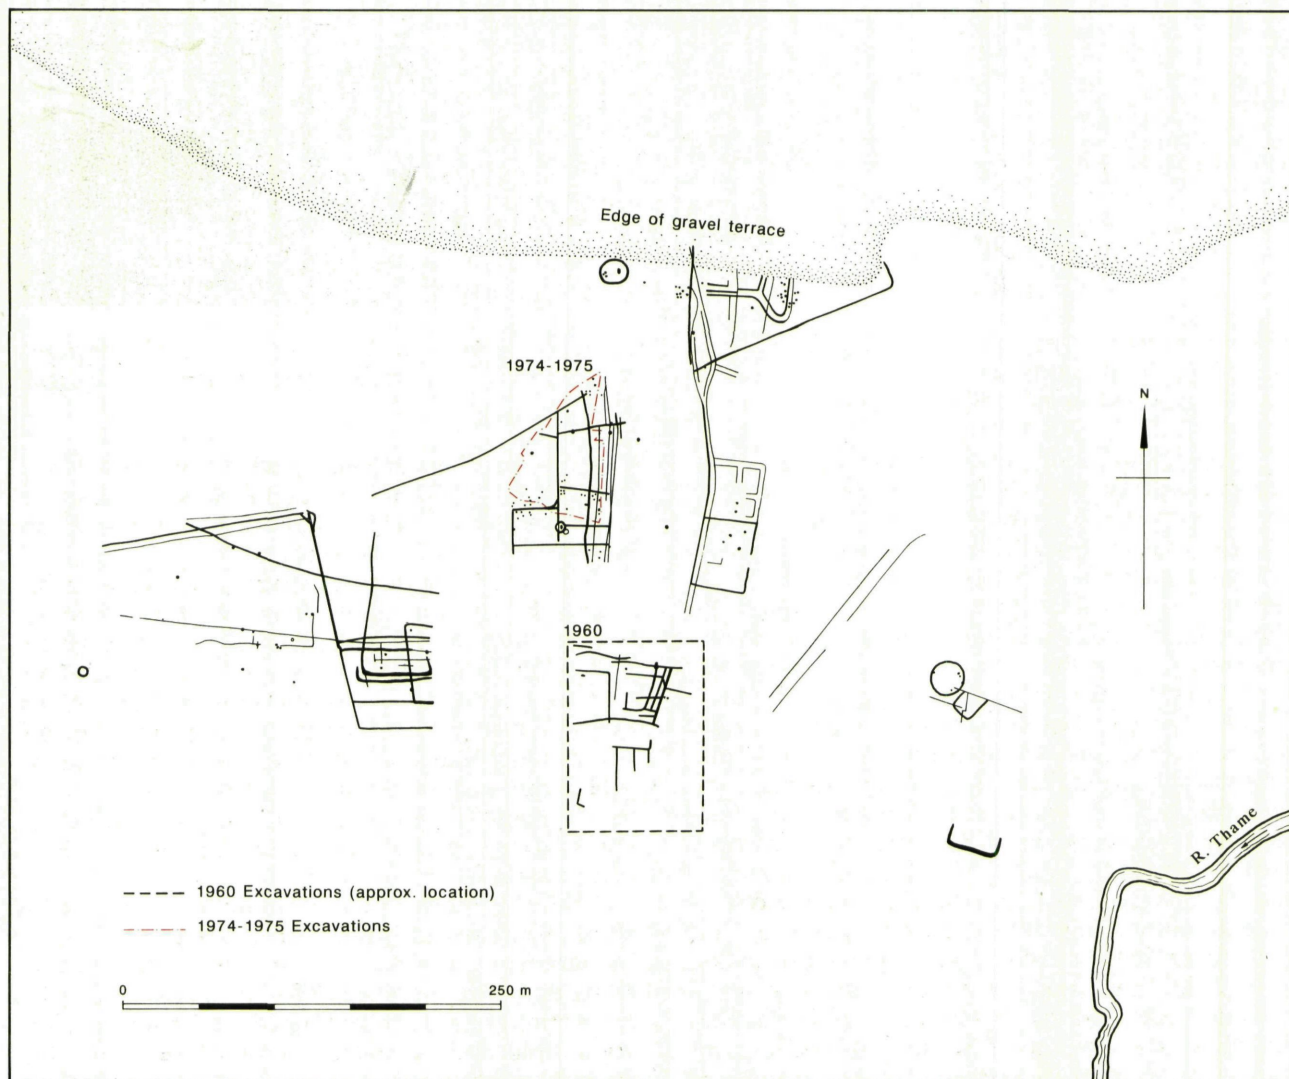 Edge of gravel terrace
1974-1975
N
1960
R. Thame
1960 Excavations (approx. location)
1974-1975 Excavations
0 250 m